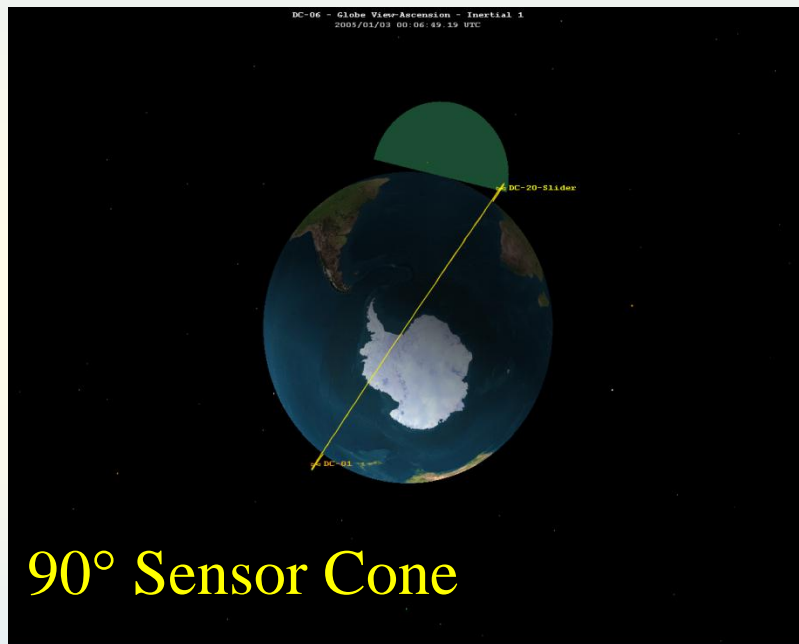 DC-06 - Globe View-Ascension - Inertial 1
2005/01/03 00:06:49.19 UTC
DC-20-Slider
DC-01
90° Sensor Cone